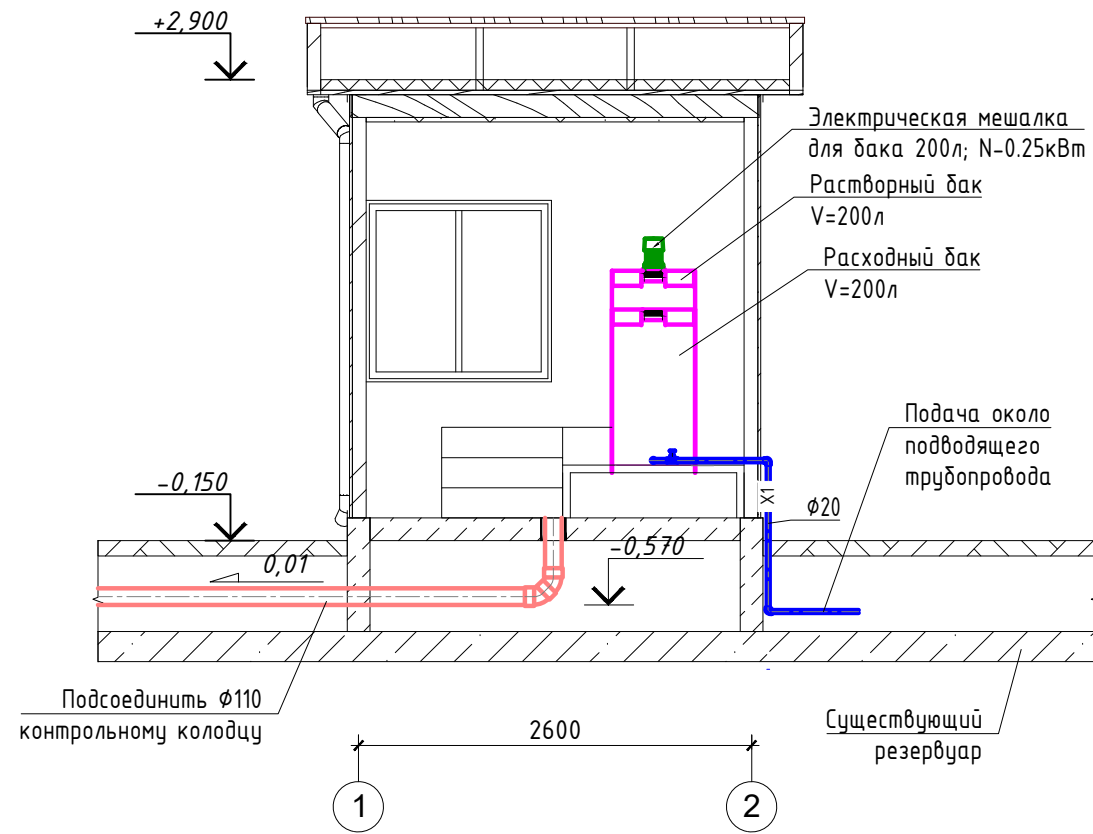 +2,900
Электрическая мешалка
для бака 200л; N-0.25кВт
Растворный бак
V=200л
Расходный бак
V=200л
Подача около
подводящего
трубопровода
-0,150
X1
Ф20
0,01
-0,570
Подсоединить Ф110
контрольному колодцу
2600
Существующий
резервуар
1
2